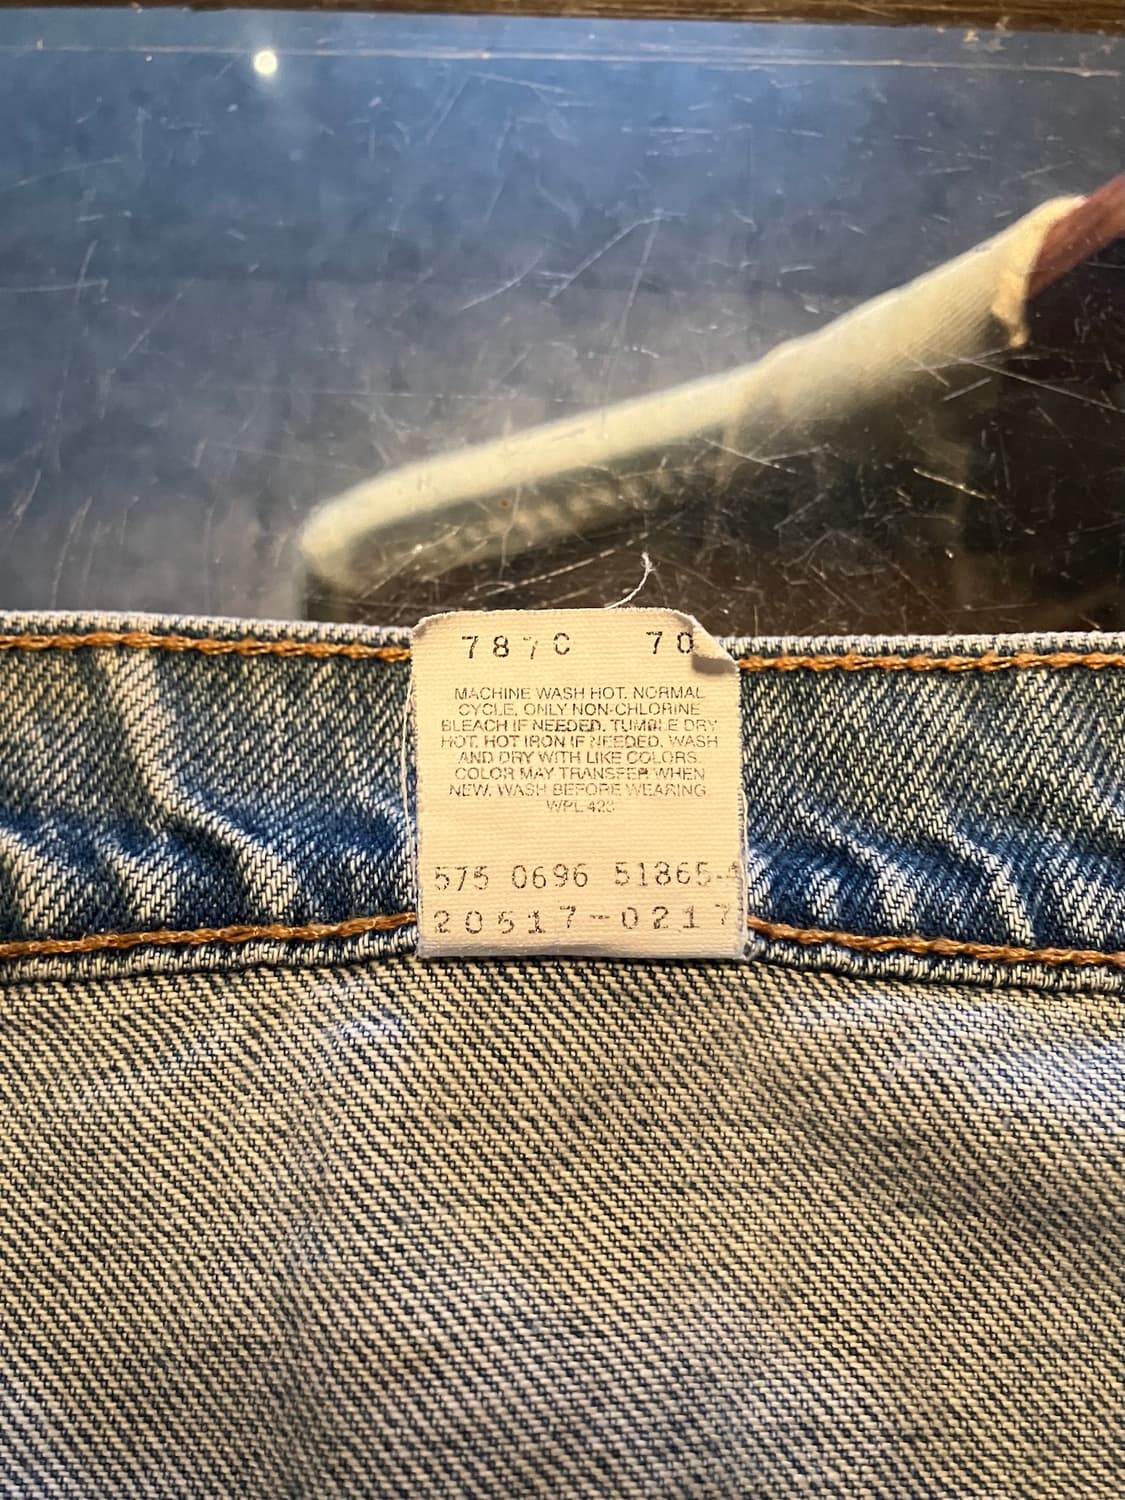 787C 70
MACHINE WASH HOT, NORMAL
CYCLE, ONLY NON-CHLORINE
BLEACH IF NEEDED, TUMBLE DRY
HOT, HOT IRON IF NEEDED, WASH
AND DRY WITH LIKE COLORS.
COLOR MAY TRANSFER WHEN
NEW, WASH BEFORE WEARING.
WPL 423
575 0696 51865-
20517-0217